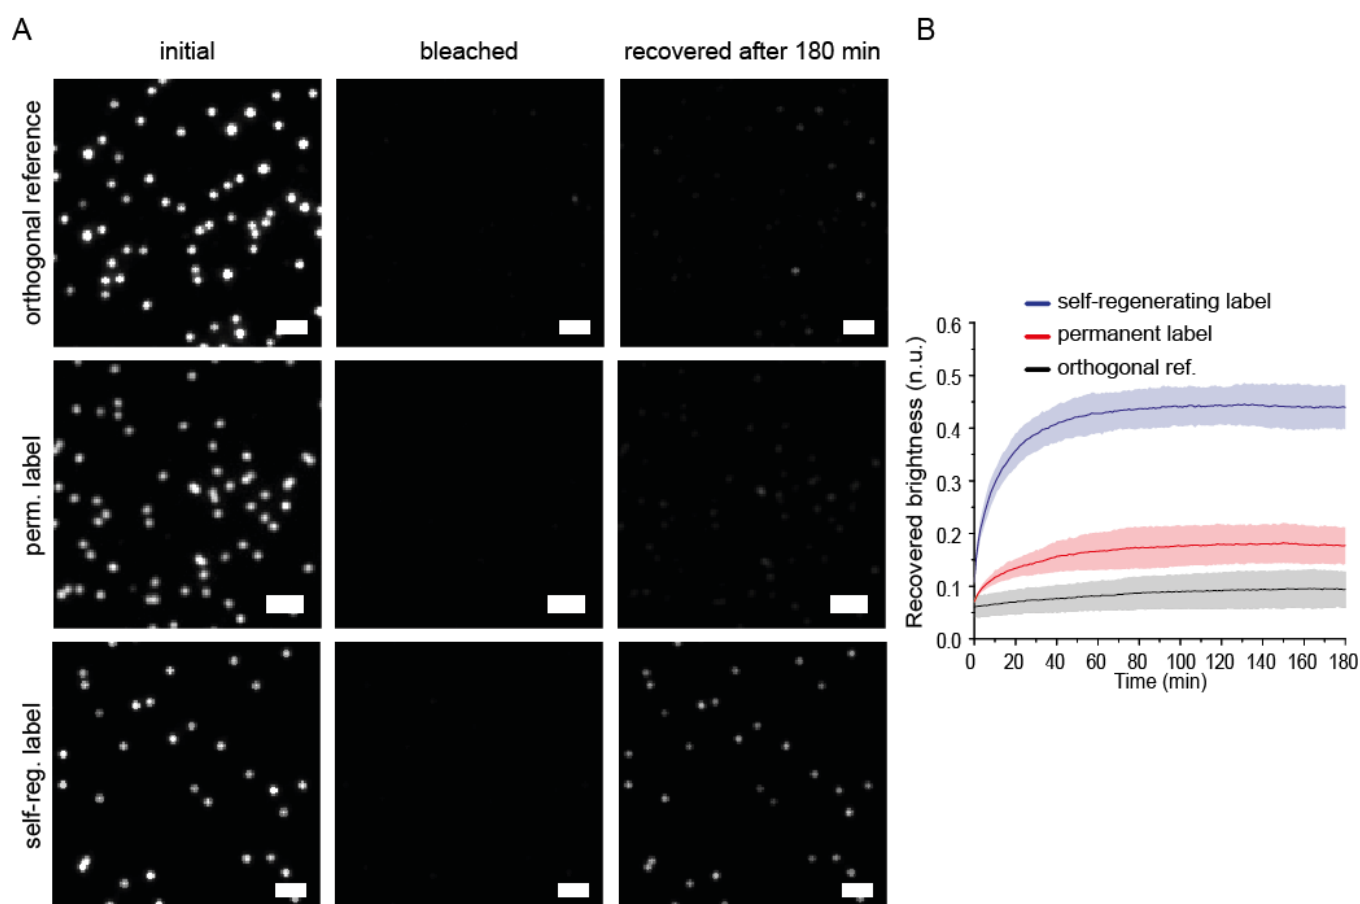 A
initial
bleached
recovered after 180 min
orthogonal reference
perm. label
self-reg. label
B
self-regenerating label
permanent label
orthogonal ref.
Recovered brightness (n.u.)
0.6
0.5
0.4
0.3
0.2
0.1
0.0
0 20 40 60 80 100 120 140 160 180
Time (min)